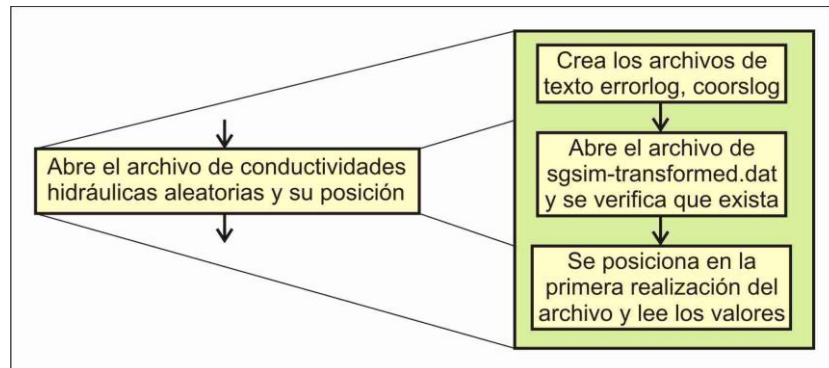 Abre el archivo de conductividades
hidráulicas aleatorias y su posición
Crea los archivos de
texto errorlog, coorslog
Abre el archivo de
sgsim-transformed.dat
y se verifica que exista
Se posiciona en la
primera realización del
archivo y lee los valores